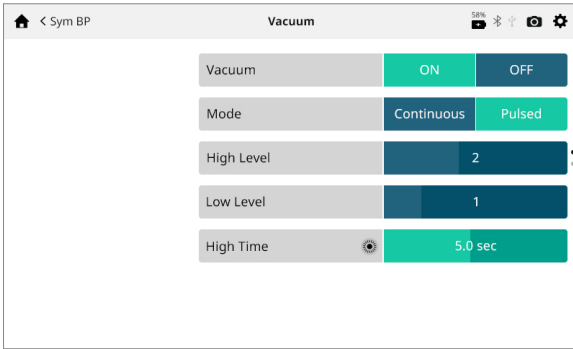 < Sym BP Vacuum 58%
Vacuum ON OFF
Mode Continuous Pulsed
High Level 2
Low Level 1
High Time 5.0 sec